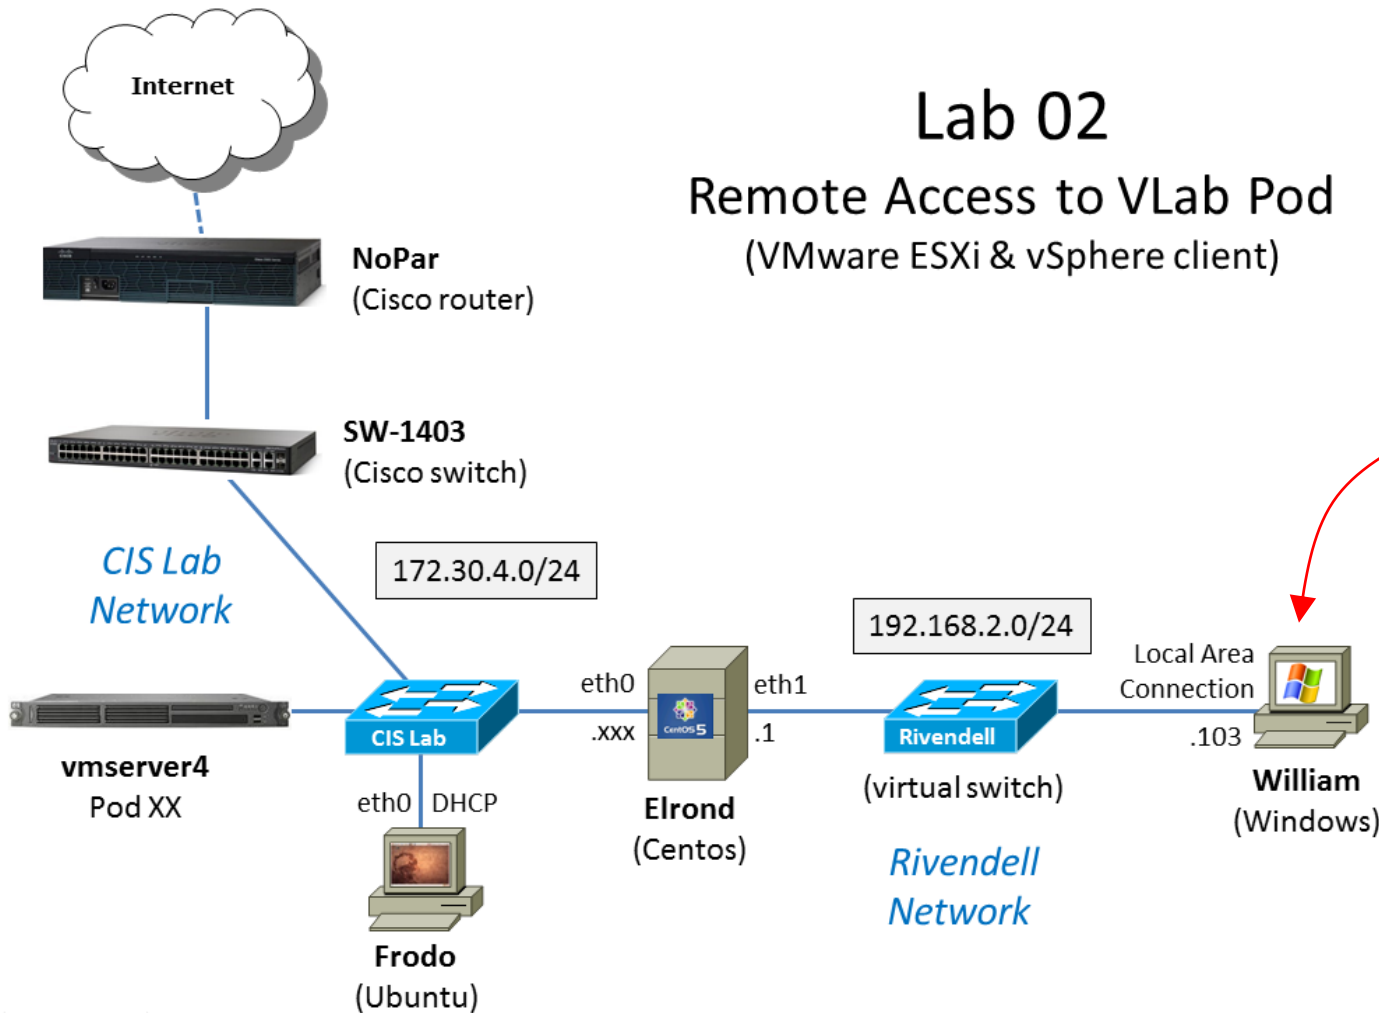 Internet
Lab 02
Remote Access to VLab Pod
(VMware ESXi & vSphere client)
NoPar
(Cisco router)
SW-1403
(Cisco switch)
CIS Lab
Network
172.30.4.0/24
192.168.2.0/24
Local Area
Connection
.103
eth0
.xxx
CentOS 5
eth1
.1
CIS Lab
Rivendell
(virtual switch)
vmserver4
Pod XX
eth0
DHCP
Elrond
(Centos)
William
(Windows)
Rivendell
Network
Frodo
(Ubuntu)